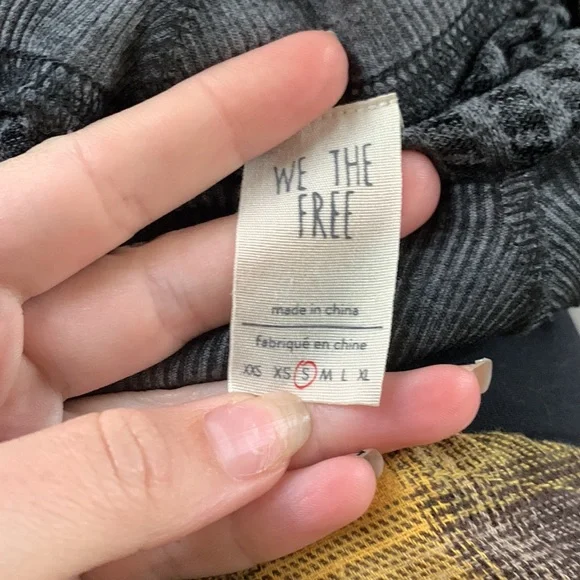 WE THE
FREE
made in china
Fabriqué en chine
XXS XS S M L XL